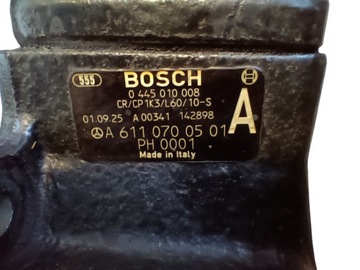 555 BOSCH
0 445 010 008
CR/CP1K3/L60/10-S
01.09.25 A 00341 142898
A 611 070 05 01
A
PH 0001
Made in Italy